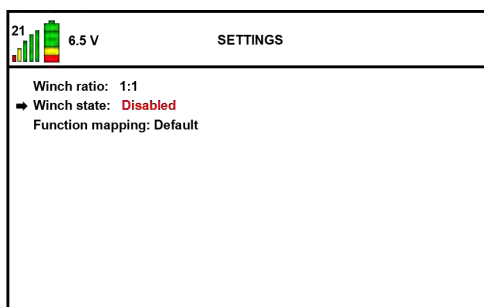 21
6.5 V
SETTINGS
Winch ratio: 1:1
Winch state: Disabled
Function mapping: Default